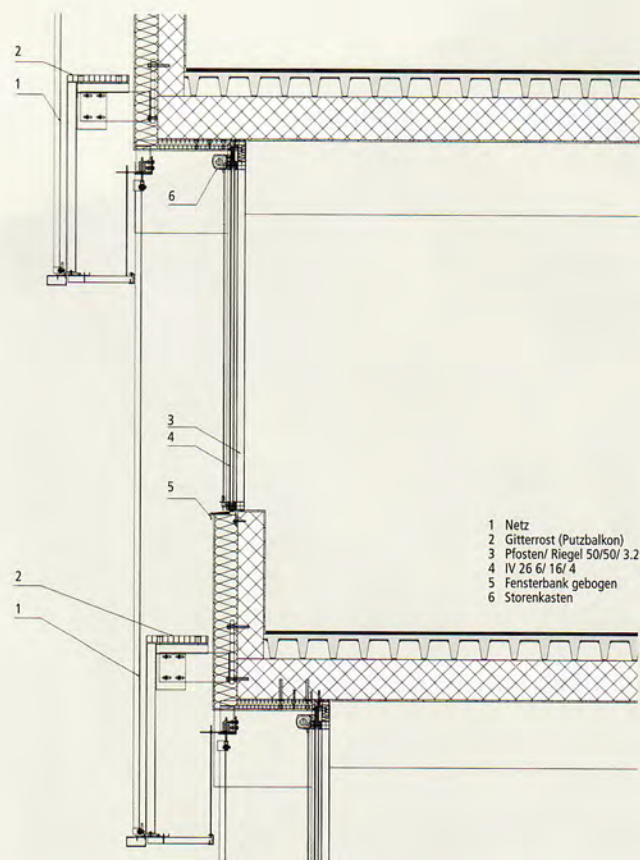 2
1
6
3
4
5
1 Netz
2 Gitterrost (Putzbalkon)
3 Pfosten/ Riegel 50/50/ 3.2
4 IV 26 6/ 16/ 4
5 Fensterbank gebogen
6 Storenkasten
2
1